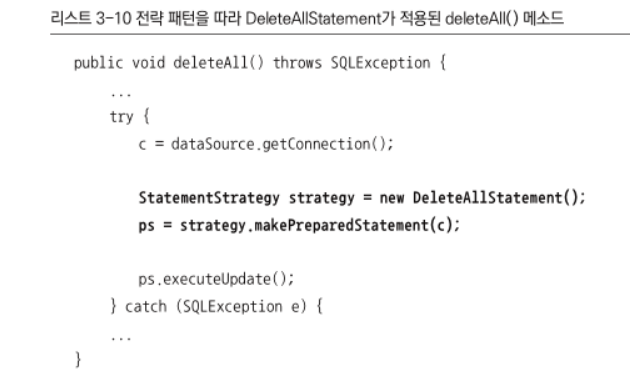 리스트 3-10 전략 패턴을 따라 DeleteAllStatement가 적용된 deleteAll() 메소드
public void deleteAll() throws SQLException {
...
try {
c = dataSource.getConnection();
StatementStrategy strategy = new DeleteAllStatement();
ps = strategy.makePreparedStatement(c);
ps.executeUpdate();
} catch (SQLException e) {
...
}